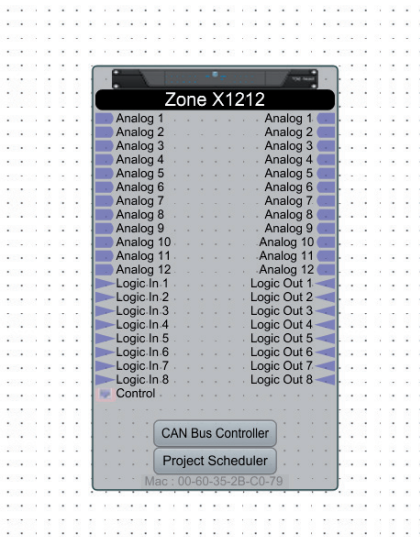 Zone X1212
Analog 1 Analog 1
Analog 2 Analog 2
Analog 3 Analog 3
Analog 4 Analog 4
Analog 5 Analog 5
Analog 6 Analog 6
Analog 7 Analog 7
Analog 8 Analog 8
Analog 9 Analog 9
Analog 10 Analog 10
Analog 11 Analog 11
Analog 12 Analog 12
Logic In 1 Logic Out 1
Logic In 2 Logic Out 2
Logic In 3 Logic Out 3
Logic In 4 Logic Out 4
Logic In 5 Logic Out 5
Logic In 6 Logic Out 6
Logic In 7 Logic Out 7
Logic In 8 Logic Out 8
Control
CAN Bus Controller
Project Scheduler
Mac : 00-60-35-2B-C0-79